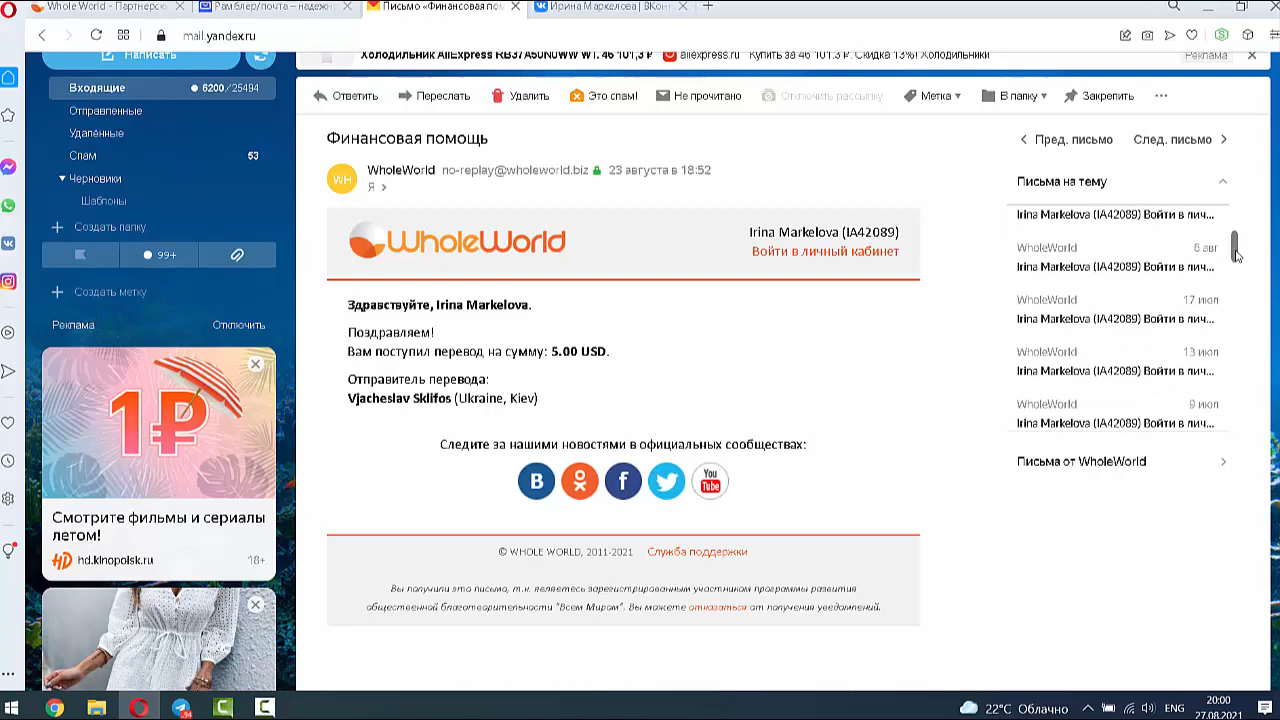 Whole World - Партнерск
Рамблер/почта – надежн
Письмо «Финансовая пом
Ирина Маркелова | ВКон
mail.yandex.ru
Написать
Холодильник AliExpress
46 101,3 ₽
aliexpress.ru
Купить за 46 101.3 ₽. Скидка 13%! Холодильники
Реклама
Входящие
6200/25494
Ответить
Переслать
Удалить
Это спам!
Не прочитано
Отключить рассылку
Метка
В папку
Закрепить
Отправленные
Удалённые
Спам
53
Черновики
Шаблоны
Создать папку
99+
Создать метку
Реклама
Отключить
1₽
Смотрите фильмы и сериалы
летом!
HD hd.kinopoisk.ru
18+
Финансовая помощь
Пред. письмо
След. письмо
WH
WholeWorld no-replay@wholeworld.biz 23 августа в 18:52
Я >
WholeWorld
Irina Markelova (IA42089)
Войти в личный кабинет
Здравствуйте, Irina Markelova.
Поздравляем!
Вам поступил перевод на сумму: 5.00 USD.
Отправитель перевода:
Vjacheslav Sklifos (Ukraine, Kiev)
Следите за нашими новостями в официальных сообществах:
You
Tube
© WHOLE WORLD, 2011-2021 Служба поддержки
Вы получили это письмо, т.к. являетесь зарегистрированным участником программы развития
общественной благотворительности "Всем Миром". Вы можете отказаться от получения уведомлений.
Письма на тему
Irina Markelova (IA42089) Войти в лич...
WholeWorld 6 авг
Irina Markelova (IA42089) Войти в лич...
WholeWorld 17 июл
Irina Markelova (IA42089) Войти в лич...
WholeWorld 13 июл
Irina Markelova (IA42089) Войти в лич...
WholeWorld 9 июл
Irina Markelova (IA42089) Войти в лич...
Письма от WholeWorld
22°C Облачно
ENG
20:00
27.08.2021